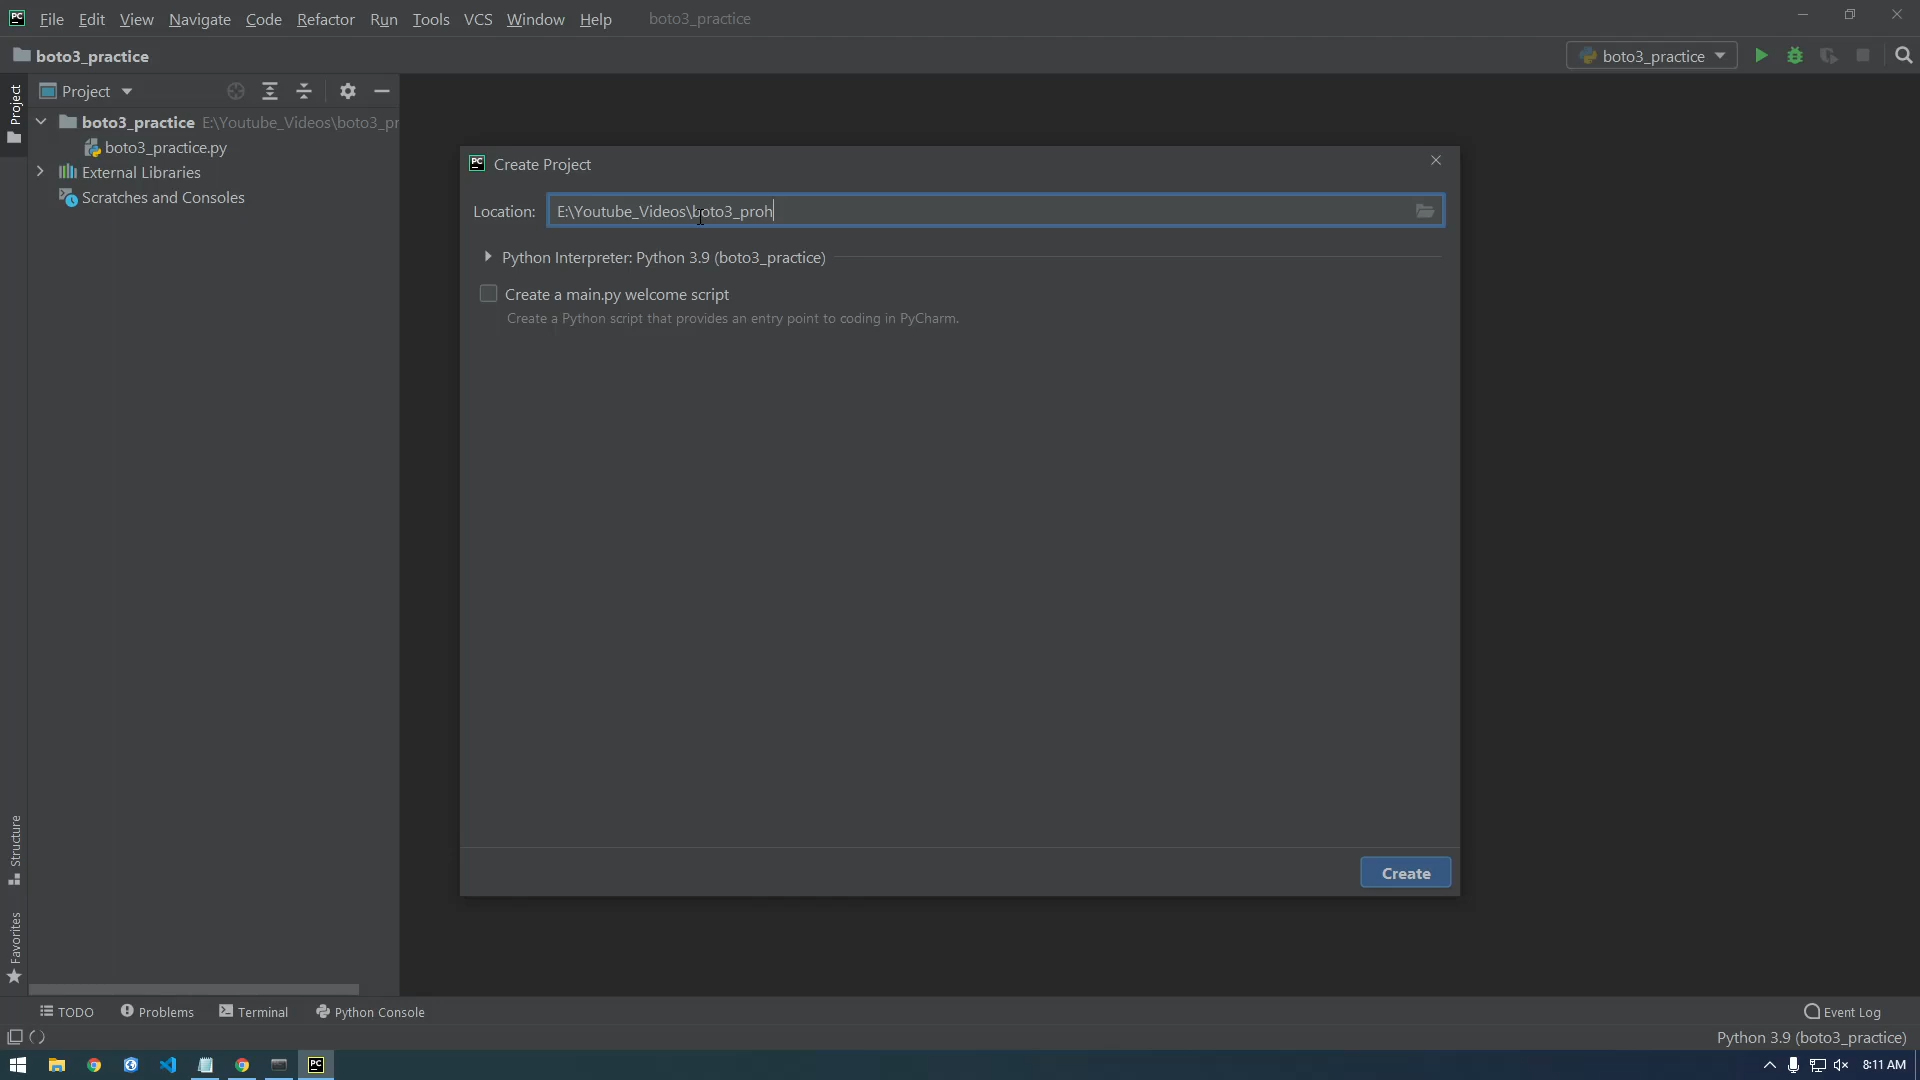 File Edit View Navigate Code Refactor Run Tools VCS Window Help boto3_practice
boto3_practice
boto3_practice
Project
Project
boto3_practice E:\Youtube_Videos\boto3_pr
boto3_practice.py
External Libraries
Scratches and Consoles
PC Create Project
Location: E:\Youtube_Videos\boto3_proh
Python Interpreter: Python 3.9 (boto3_practice)
Create a main.py welcome script
Create a Python script that provides an entry point to coding in PyCharm.
Create
Structure
Favorites
TODO Problems Terminal Python Console Event Log
Python 3.9 (boto3_practice)
PC 8:11 AM